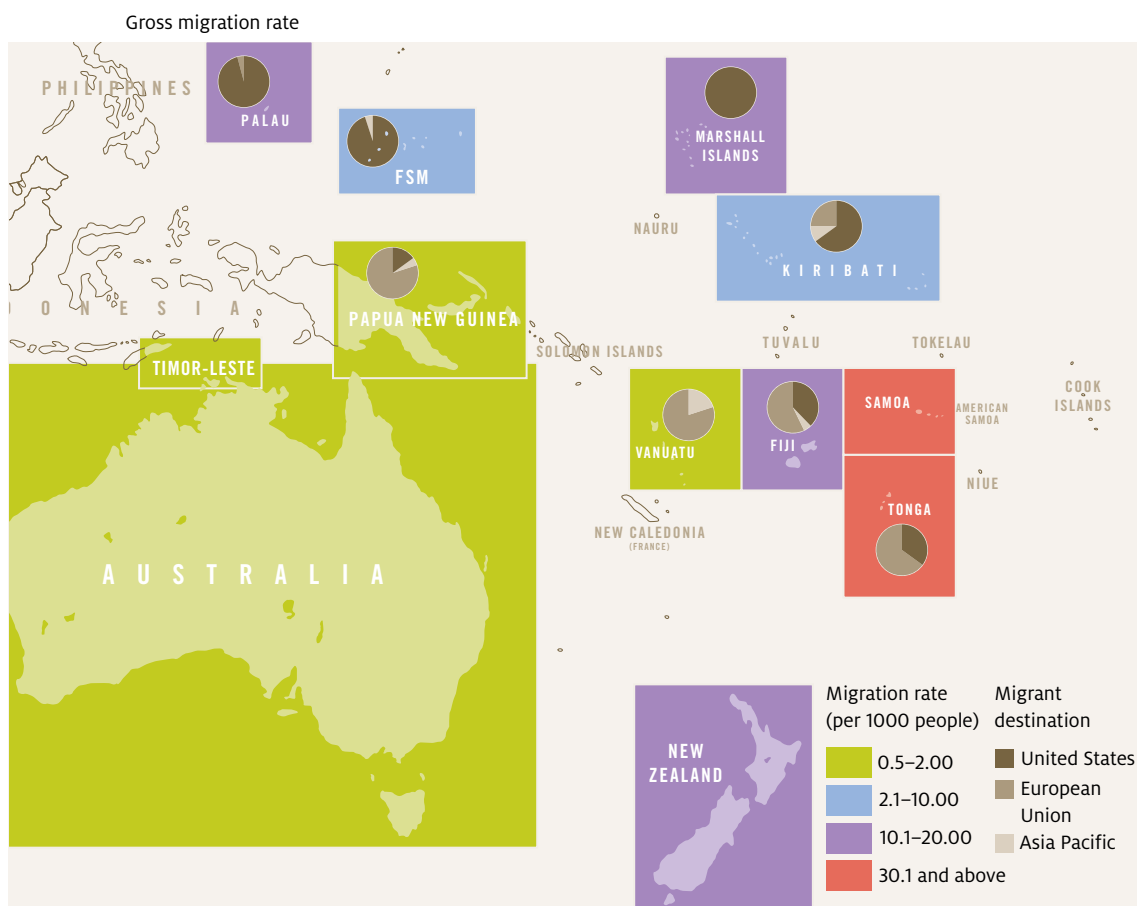 Gross migration rate
PHILIPPINES
PALAU
FSM
MARSHALL
ISLANDS
NAURU
KIRIBATI
ONESIA
PAPUA NEW GUINEA
SOLOMON ISLANDS
TUVALU
TOKELAU
TIMOR-LESTE
COOK
ISLANDS
SAMOA
AMERICAN
SAMOA
VANUATU
FIJI
NIUE
TONGA
NEW CALEDONIA
(FRANCE)
AUSTRALIA
NEW
ZEALAND
Migration rate
(per 1000 people)
0.5–2.00
2.1–10.00
10.1–20.00
30.1 and above
Migrant
destination
United States
European
Union
Asia Pacific